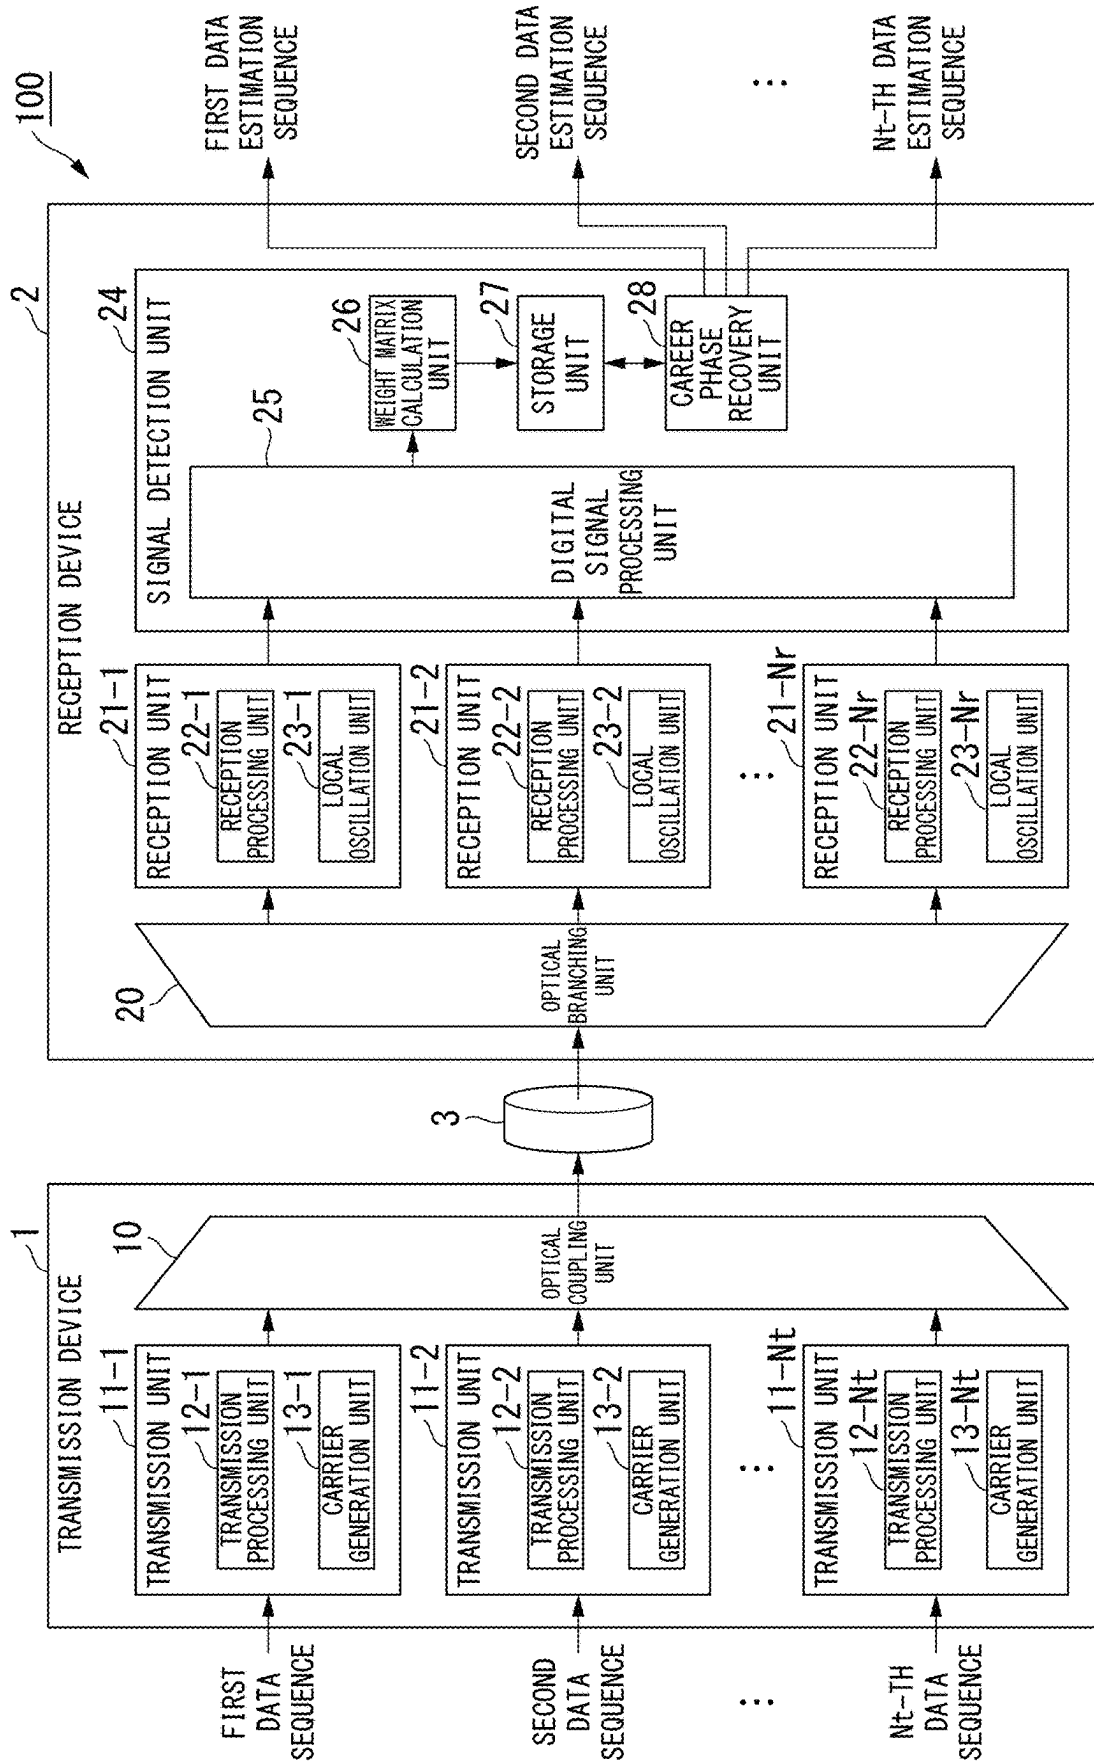 100
TRANSMISSION DEVICE
1
FIRST
DATA
SEQUENCE
TRANSMISSION UNIT
11-1
12-1
TRANSMISSION
PROCESSING UNIT
13-1
CARRIER
GENERATION UNIT
SECOND
DATA
SEQUENCE
TRANSMISSION UNIT
11-2
12-2
TRANSMISSION
PROCESSING UNIT
13-2
CARRIER
GENERATION UNIT
...
...
Nt-TH
DATA
SEQUENCE
TRANSMISSION UNIT
11-Nt
12-Nt
TRANSMISSION
PROCESSING UNIT
13-Nt
CARRIER
GENERATION UNIT
10
OPTICAL
COUPLING
UNIT
3
RECEPTION DEVICE
2
20
OPTICAL
BRANCHING
UNIT
RECEPTION UNIT
21-1
22-1
RECEPTION
PROCESSING UNIT
23-1
LOCAL
OSCILLATION UNIT
RECEPTION UNIT
21-2
22-2
RECEPTION
PROCESSING UNIT
23-2
LOCAL
OSCILLATION UNIT
...
RECEPTION UNIT
21-Nr
22-Nr
RECEPTION
PROCESSING UNIT
23-Nr
LOCAL
OSCILLATION UNIT
SIGNAL DETECTION UNIT
24
25
DIGITAL
SIGNAL
PROCESSING
UNIT
26
WEIGHT MATRIX
CALCULATION
UNIT
27
STORAGE
UNIT
28
CAREER
PHASE
RECOVERY
UNIT
FIRST DATA
ESTIMATION
SEQUENCE
SECOND DATA
ESTIMATION
SEQUENCE
...
Nt-TH DATA
ESTIMATION
SEQUENCE